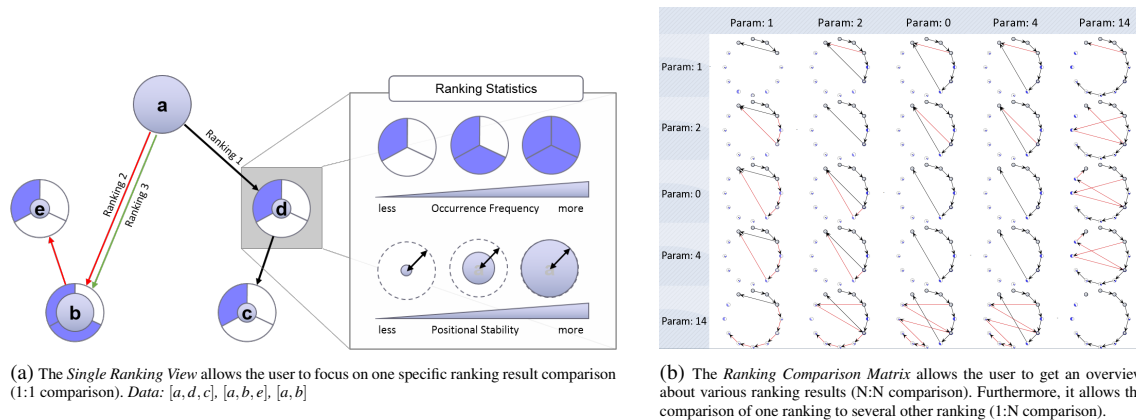 a
Ranking 1
Ranking 2
Ranking 3
e
d
b
c
Ranking Statistics
less Occurrence Frequency more
less Positional Stability more
(a) The Single Ranking View allows the user to focus on one specific ranking result comparison
(1:1 comparison). Data: [a,d,c], [a,b,e], [a,b]
Param: 1 Param: 2 Param: 0 Param: 4 Param: 14
Param: 1
Param: 2
Param: 0
Param: 4
Param: 14
(b) The Ranking Comparison Matrix allows the user to get an overview
about various ranking results (N:N comparison). Furthermore, it allows th
comparison of one ranking to several other ranking (1:N comparison).